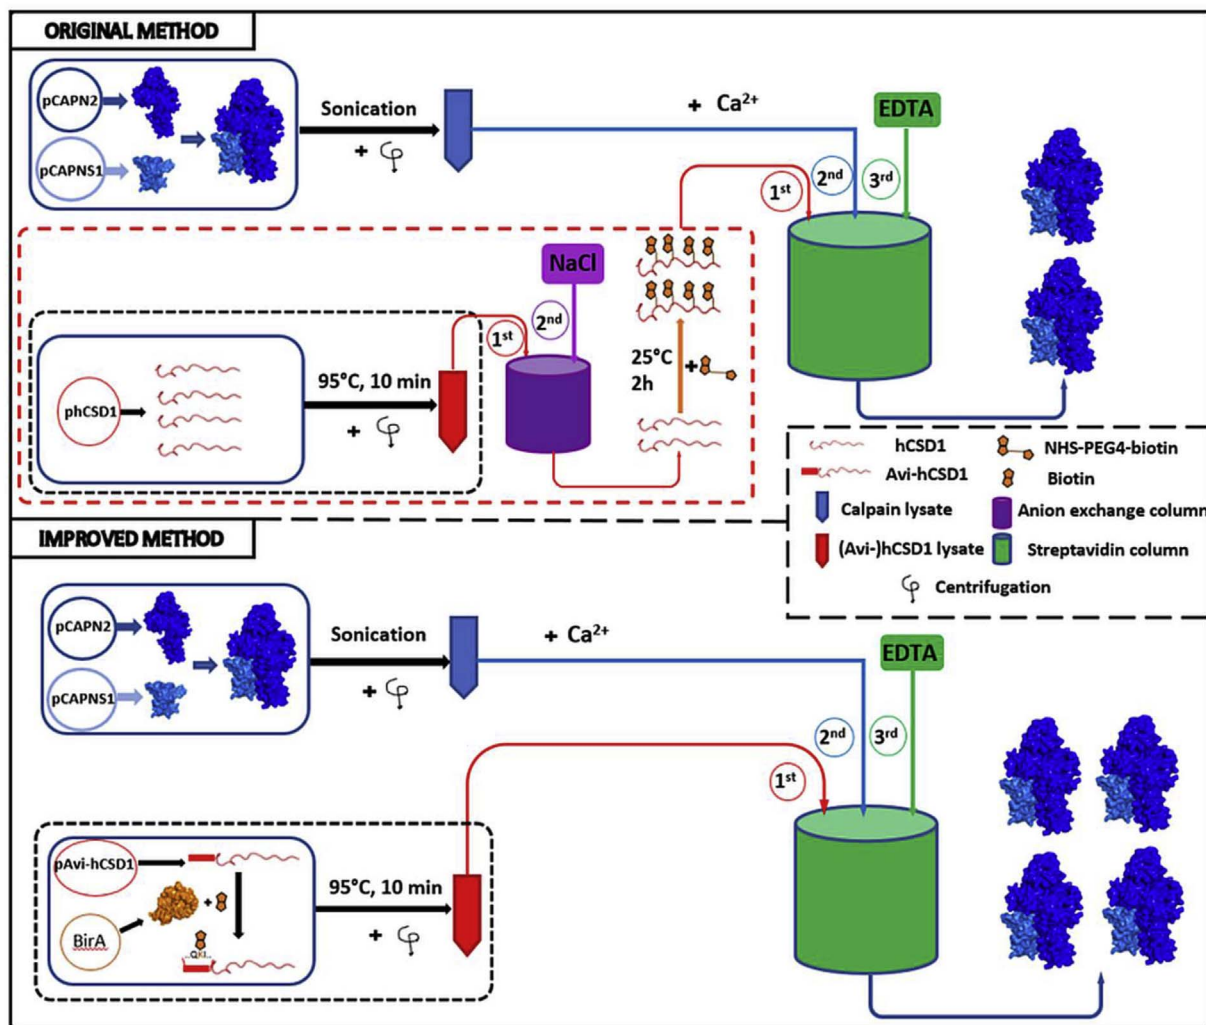 ORIGINAL METHOD
pCAPN2
pCAPNS1
Sonication
+
+ Ca²⁺
EDTA
1st
2nd
3rd
NaCl
1st
2nd
phCSD1
95°C, 10 min
+
25°C
2h
+
hCSD1
NHS-PEG4-biotin
Avi-hCSD1
Biotin
Calpain lysate
Anion exchange column
(Avi-)hCSD1 lysate
Streptavidin column
Centrifugation
IMPROVED METHOD
pCAPN2
pCAPNS1
Sonication
+
+ Ca²⁺
EDTA
1st
2nd
3rd
pAvi-hCSD1
BirA
+
...QKI...
95°C, 10 min
+